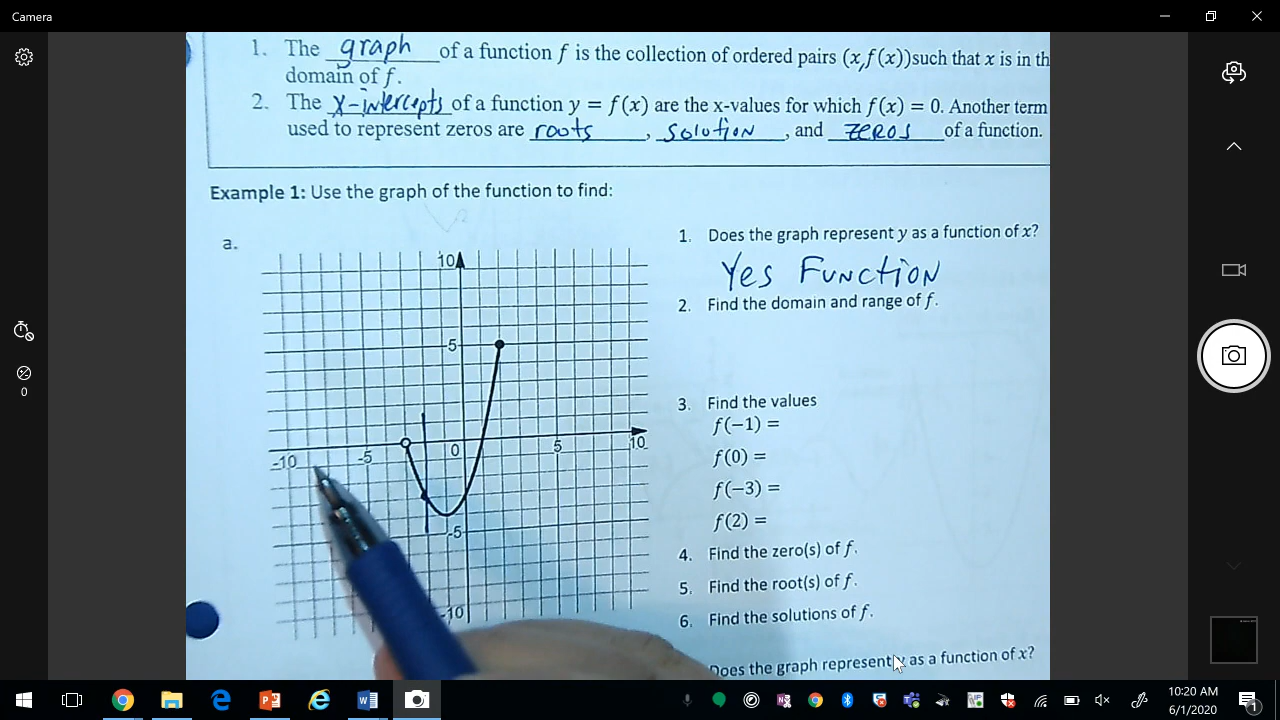 Camera
1. The graph of a function f is the collection of ordered pairs (x,f(x))such that x is in th
domain of f.
2. The x-intercepts of a function y = f(x) are the x-values for which f(x) = 0. Another term
used to represent zeros are roots, solution, and zeros of a function.
Example 1: Use the graph of the function to find:
a.
10
5
-10 -5 0 5 10
-5
-10
1. Does the graph represent y as a function of x?
Yes Function
2. Find the domain and range of f.
3. Find the values
f(−1) =
f(0) =
f(−3) =
f(2) =
4. Find the zero(s) of f.
5. Find the root(s) of f.
6. Find the solutions of f.
Does the graph represent y as a function of x?
0
10:20 AM
6/1/2020
1